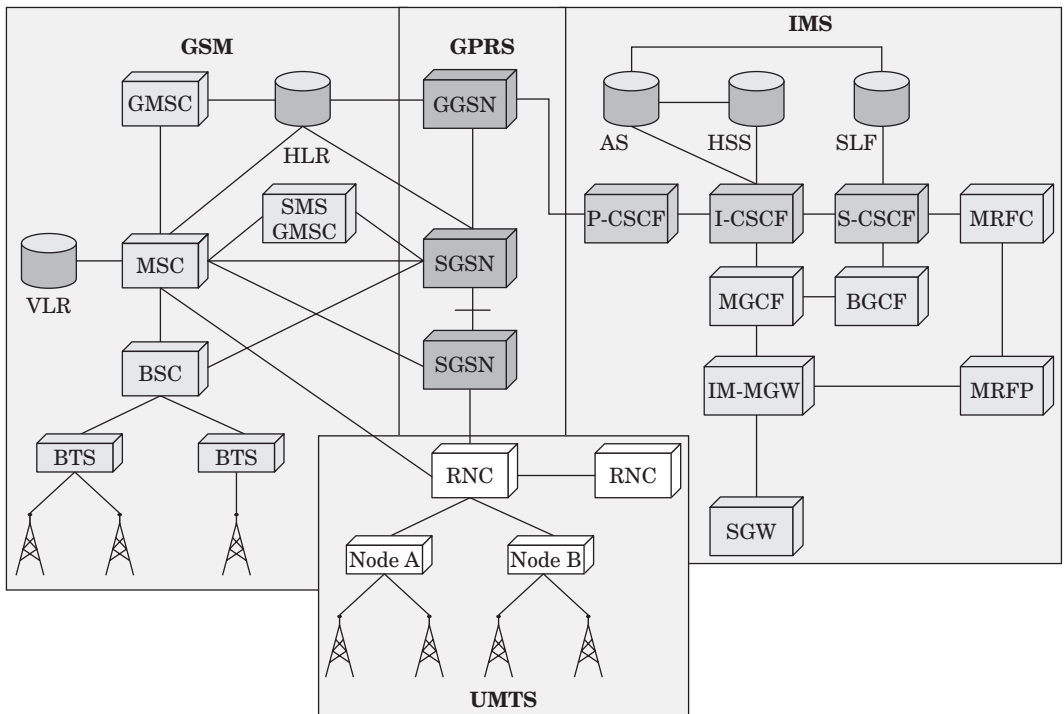 GSM
GPRS
IMS
GMSC
HLR
GGSN
AS
HSS
SLF
SMS
GMSC
P-CSCF
I-CSCF
S-CSCF
MRFC
VLR
MSC
SGSN
MGCF
BGCF
BSC
SGSN
IM-MGW
MRFP
BTS
BTS
RNC
RNC
SGW
Node A
Node B
UMTS